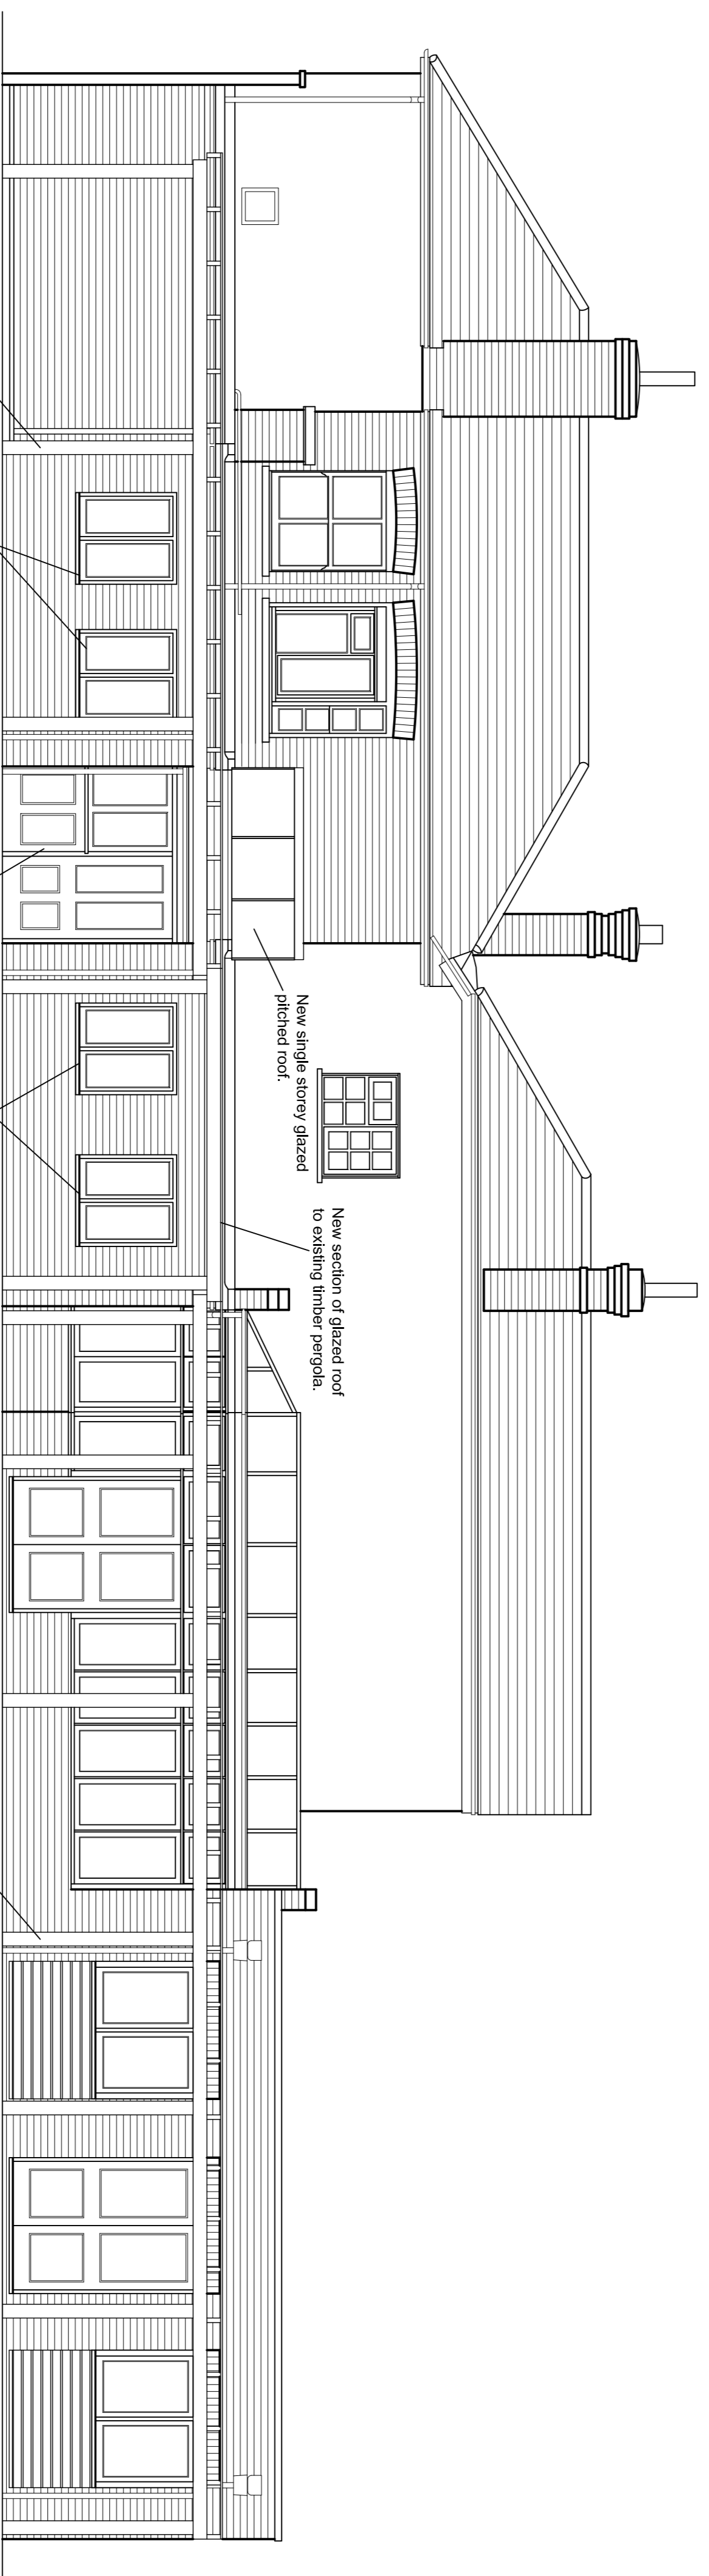 New single storey glazed
pitched roof.
New section of glazed roof
to existing timber pergola.